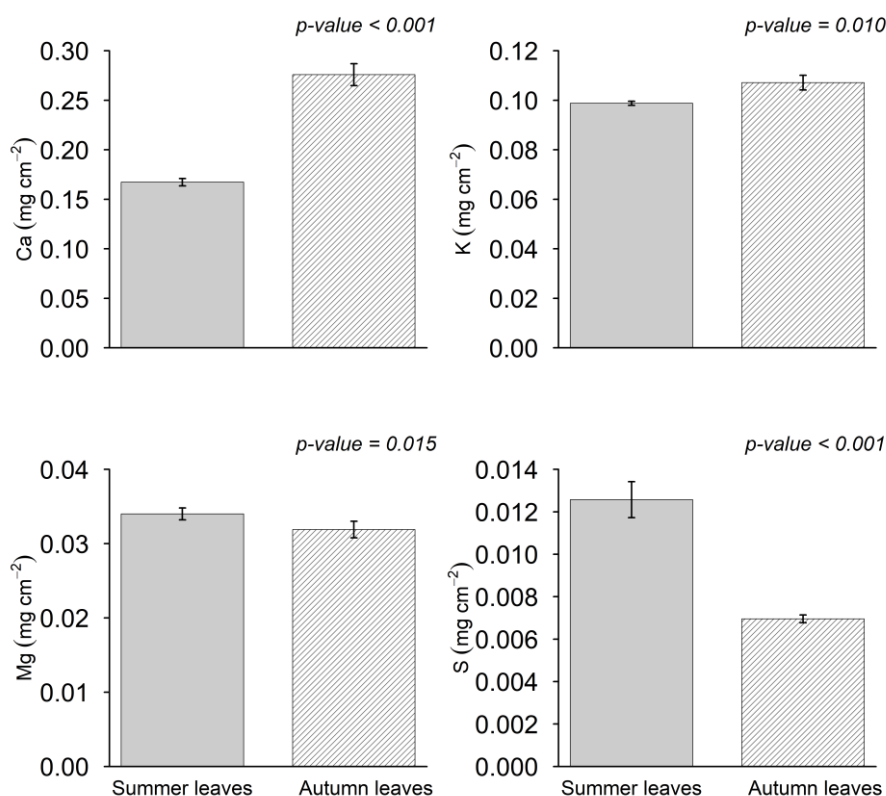 p-value < 0.001
0.30
0.25
0.20
0.15
0.10
0.05
0.00
Ca (mg cm⁻²)
p-value = 0.010
0.12
0.10
0.08
0.06
0.04
0.02
0.00
K (mg cm⁻²)
p-value = 0.015
0.04
0.03
0.02
0.01
0.00
Mg (mg cm⁻²)
Summer leaves Autumn leaves
p-value < 0.001
0.014
0.012
0.010
0.008
0.006
0.004
0.002
0.000
S (mg cm⁻²)
Summer leaves Autumn leaves